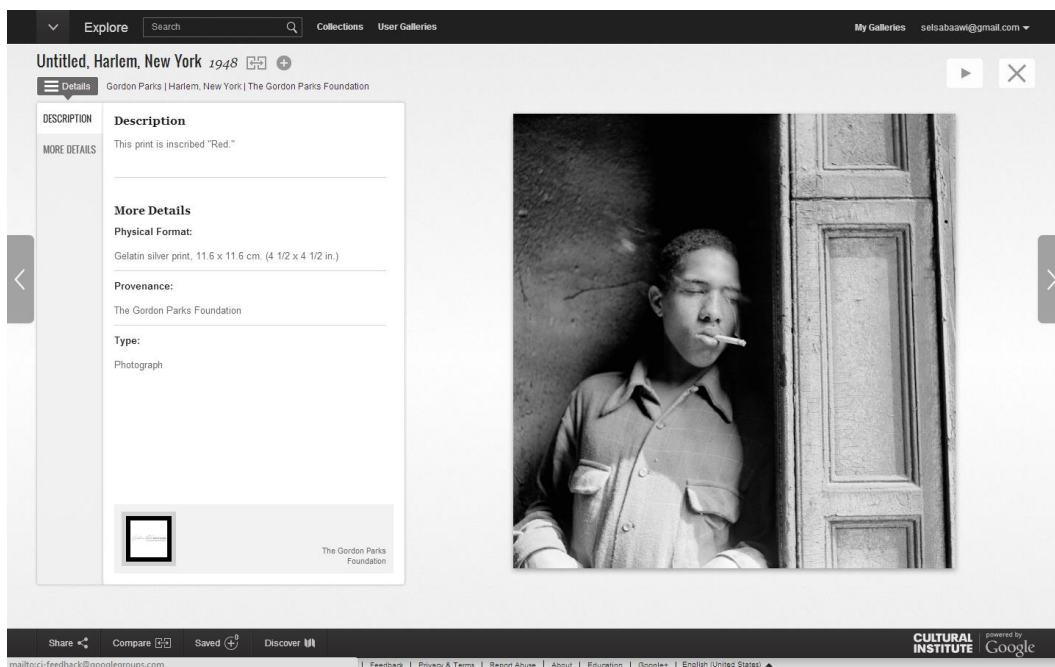 Explore
Search
Collections
User Galleries
My Galleries
selsabaawi@gmail.com
Untitled, Harlem, New York 1948
Details
Gordon Parks | Harlem, New York | The Gordon Parks Foundation
DESCRIPTION
MORE DETAILS
Description
This print is inscribed "Red."
More Details
Physical Format:
Gelatin silver print, 11.6 x 11.6 cm. (4 1/2 x 4 1/2 in.)
Provenance:
The Gordon Parks Foundation
Type:
Photograph
The Gordon Parks
Foundation
Share
Compare
Saved 0
Discover
CULTURAL
INSTITUTE
powered by
Google
mailto:ci-feedback@googlegroups.com
| Feedback | Privacy & Terms | Report Abuse | About | Education | Google+ | English (United States)